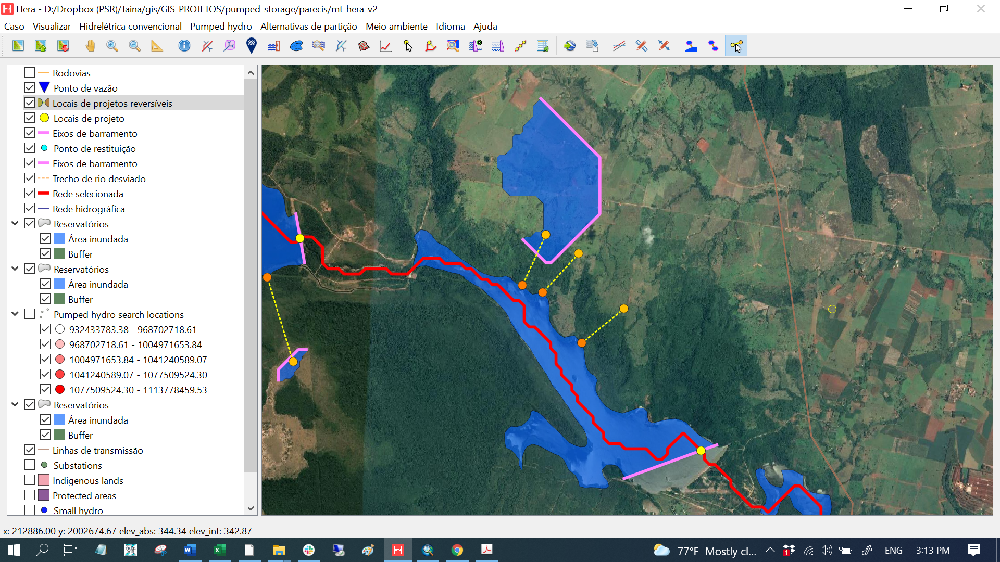 Hera - D:/Dropbox (PSR)/Taina/gis/GIS_PROJETOS/pumped_storage/parecis/mt_hera_v2
Caso Visualizar Hidrelétrica convencional Pumped hydro Alternativas de partição Meio ambiente Idioma Ajuda
Rodovias
Ponto de vazão
Locais de projetos reversíveis
Locais de projeto
Eixos de barramento
Ponto de restituição
Eixos de barramento
Trecho de rio desviado
Rede selecionada
Rede hidrográfica
Reservatórios
Área inundada
Buffer
Reservatórios
Área inundada
Buffer
Pumped hydro search locations
932433783.38 - 968702718.61
968702718.61 - 1004971653.84
1004971653.84 - 1041240589.07
1041240589.07 - 1077509524.30
1077509524.30 - 1113778459.53
Reservatórios
Área inundada
Buffer
Linhas de transmissão
Substations
Indigenous lands
Protected areas
Small hydro
x: 212886.00 y: 2002674.67 elev_abs: 344.34 elev_int: 342.87
77°F Mostly cl... 1 ENG 3:13 PM